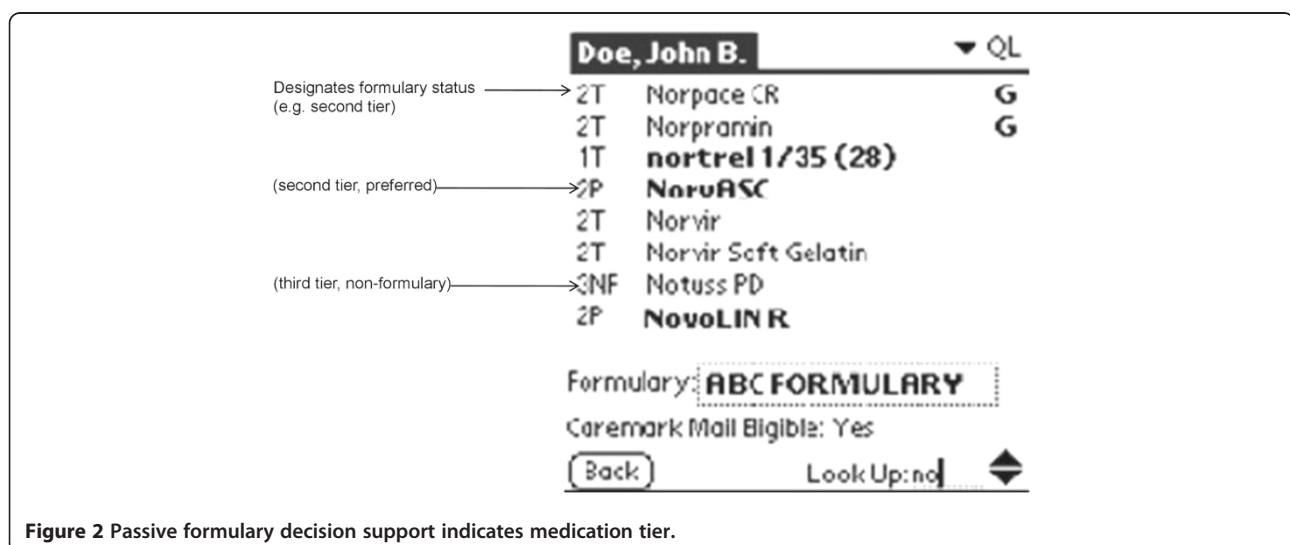 Doe, John B. QL
Designates formulary status
(e.g. second tier)
2T Norpace CR G
2T Norpramin G
1T nortrel 1/35 (28)
(second tier, preferred) 2P NorvASC
2T Norvir
2T Norvir Soft Gelatin
(third tier, non-formulary) 3NF Notuss PD
2P NovoLIN R
Formulary: ABC FORMULARY
Caremark Mail Eligible: Yes
Back Look Up: no
Figure 2 Passive formulary decision support indicates medication tier.